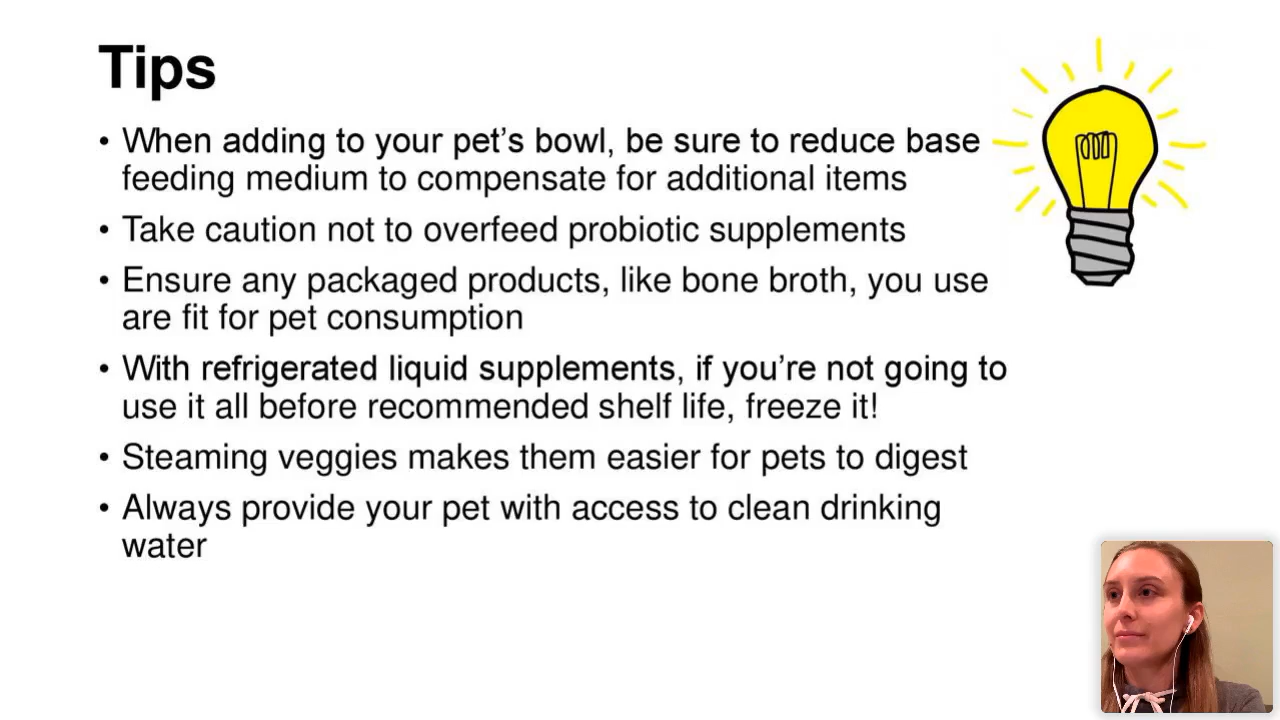 Tips
• When adding to your pet’s bowl, be sure to reduce base
feeding medium to compensate for additional items
• Take caution not to overfeed probiotic supplements
• Ensure any packaged products, like bone broth, you use
are fit for pet consumption
• With refrigerated liquid supplements, if you’re not going to
use it all before recommended shelf life, freeze it!
• Steaming veggies makes them easier for pets to digest
• Always provide your pet with access to clean drinking
water